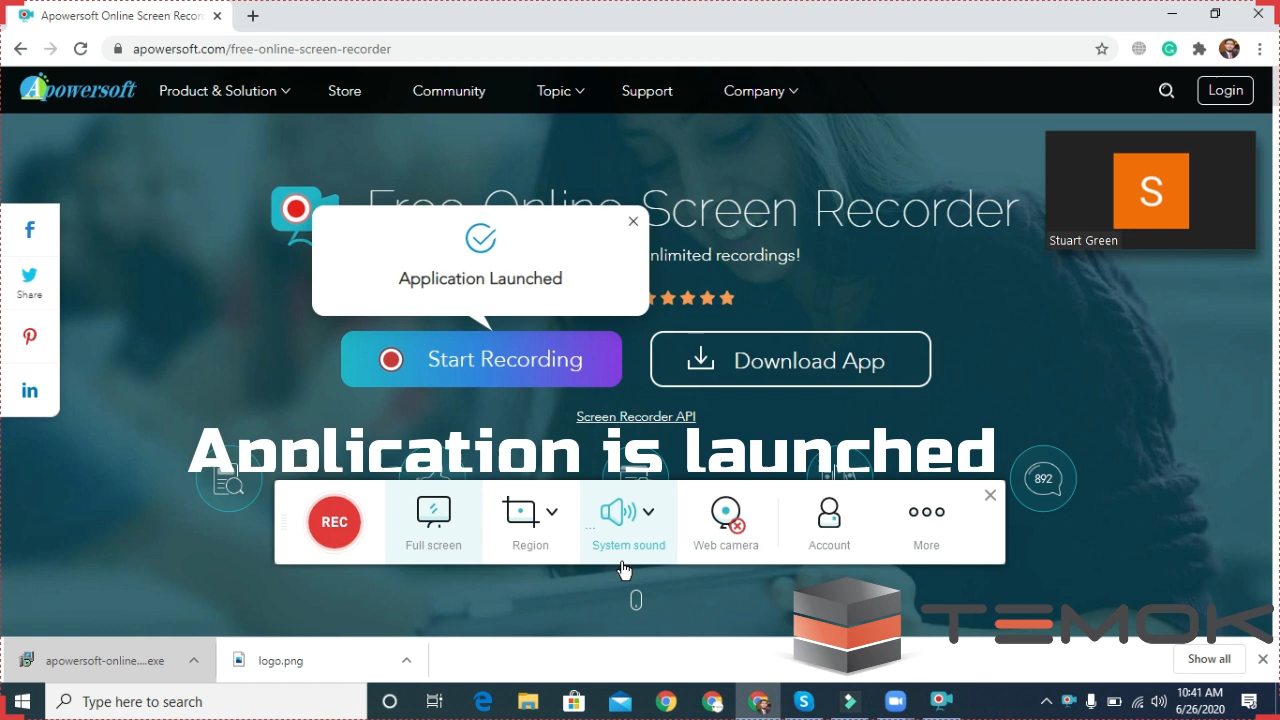 Apowersoft Online Screen Recor
apowersoft.com/free-online-screen-recorder
Apowersoft
Product & Solution
Store
Community
Topic
Support
Company
Login
Free Online Screen Recorder
S
Stuart Green
Application Launched
nlimited recordings!
Share
Start Recording
Download App
Screen Recorder API
Application is launched
892
REC
Full screen
Region
System sound
Web camera
Account
More
TEMOK
apowersoft-online....exe
logo.png
Show all
Type here to search
10:41 AM
6/26/2020